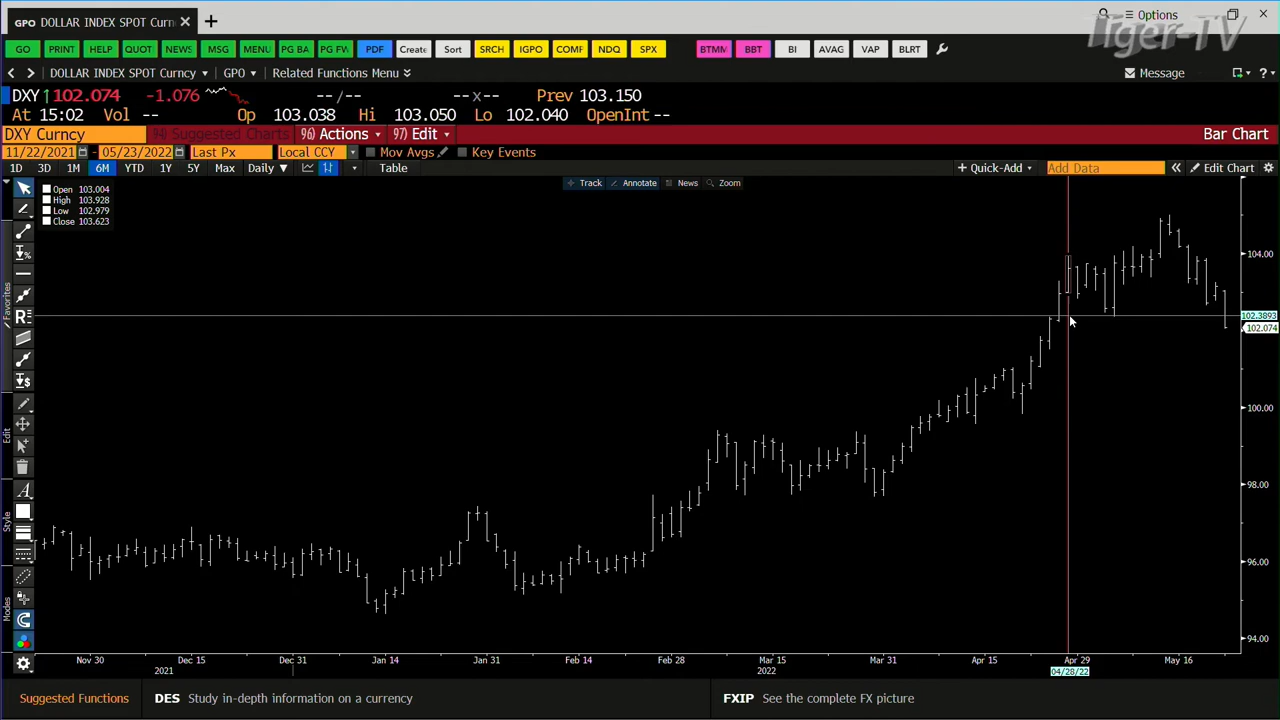 GPO DOLLAR INDEX SPOT Curn
Options
Tiger-TV
GO PRINT HELP QUOT NEWS MSG MENU PG BA PG FW PDF Create Sort SRCH IGPO COMF NDQ SPX BTMM BBT BI AVAG VAP BLRT
DOLLAR INDEX SPOT Curncy GPO Related Functions Menu Message ?
DXY 102.074 -1.076 --/-- --x-- Prev 103.150
At 15:02 Vol -- Op 103.038 Hi 103.050 Lo 102.040 OpenInt --
DXY Curncy 94) Suggested Charts 96) Actions 97) Edit Bar Chart
11/22/2021 - 05/23/2022 Last Px Local CCY Mov Avgs Key Events
1D 3D 1M 6M YTD 1Y 5Y Max Daily Table + Quick-Add Add Data Edit Chart
Track Annotate News Zoom
Open 103.004
High 103.928
Low 102.979
Close 103.623
Favorites
Edit
Style
Modes
104.00
102.3893
102.074
100.00
98.00
96.00
94.00
Nov 30 Dec 15 Dec 31 Jan 14 Jan 31 Feb 14 Feb 28 Mar 15 Mar 31 Apr 15 Apr 29 May 16
2021 2022 04/28/22
Suggested Functions DES Study in-depth information on a currency FXIP See the complete FX picture